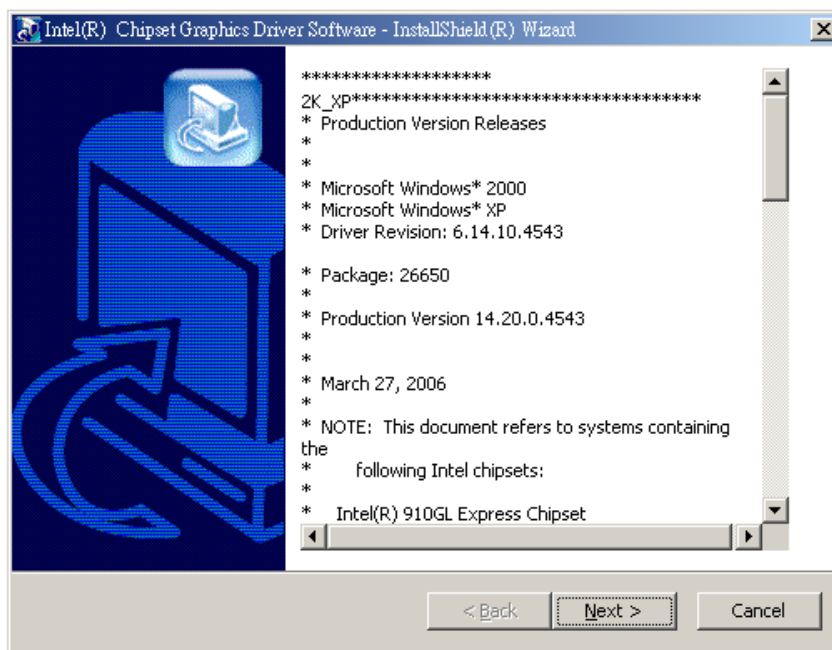 Intel(R) Chipset Graphics Driver Software - InstallShield(R) Wizard
*******************
2K_XP***********************************
* Production Version Releases
*
*
* Microsoft Windows* 2000
* Microsoft Windows* XP
* Driver Revision: 6.14.10.4543
* Package: 26650
*
* Production Version 14.20.0.4543
*
*
* March 27, 2006
*
* NOTE: This document refers to systems containing
the
* following Intel chipsets:
*
* Intel(R) 910GL Express Chipset
< Back
Next >
Cancel